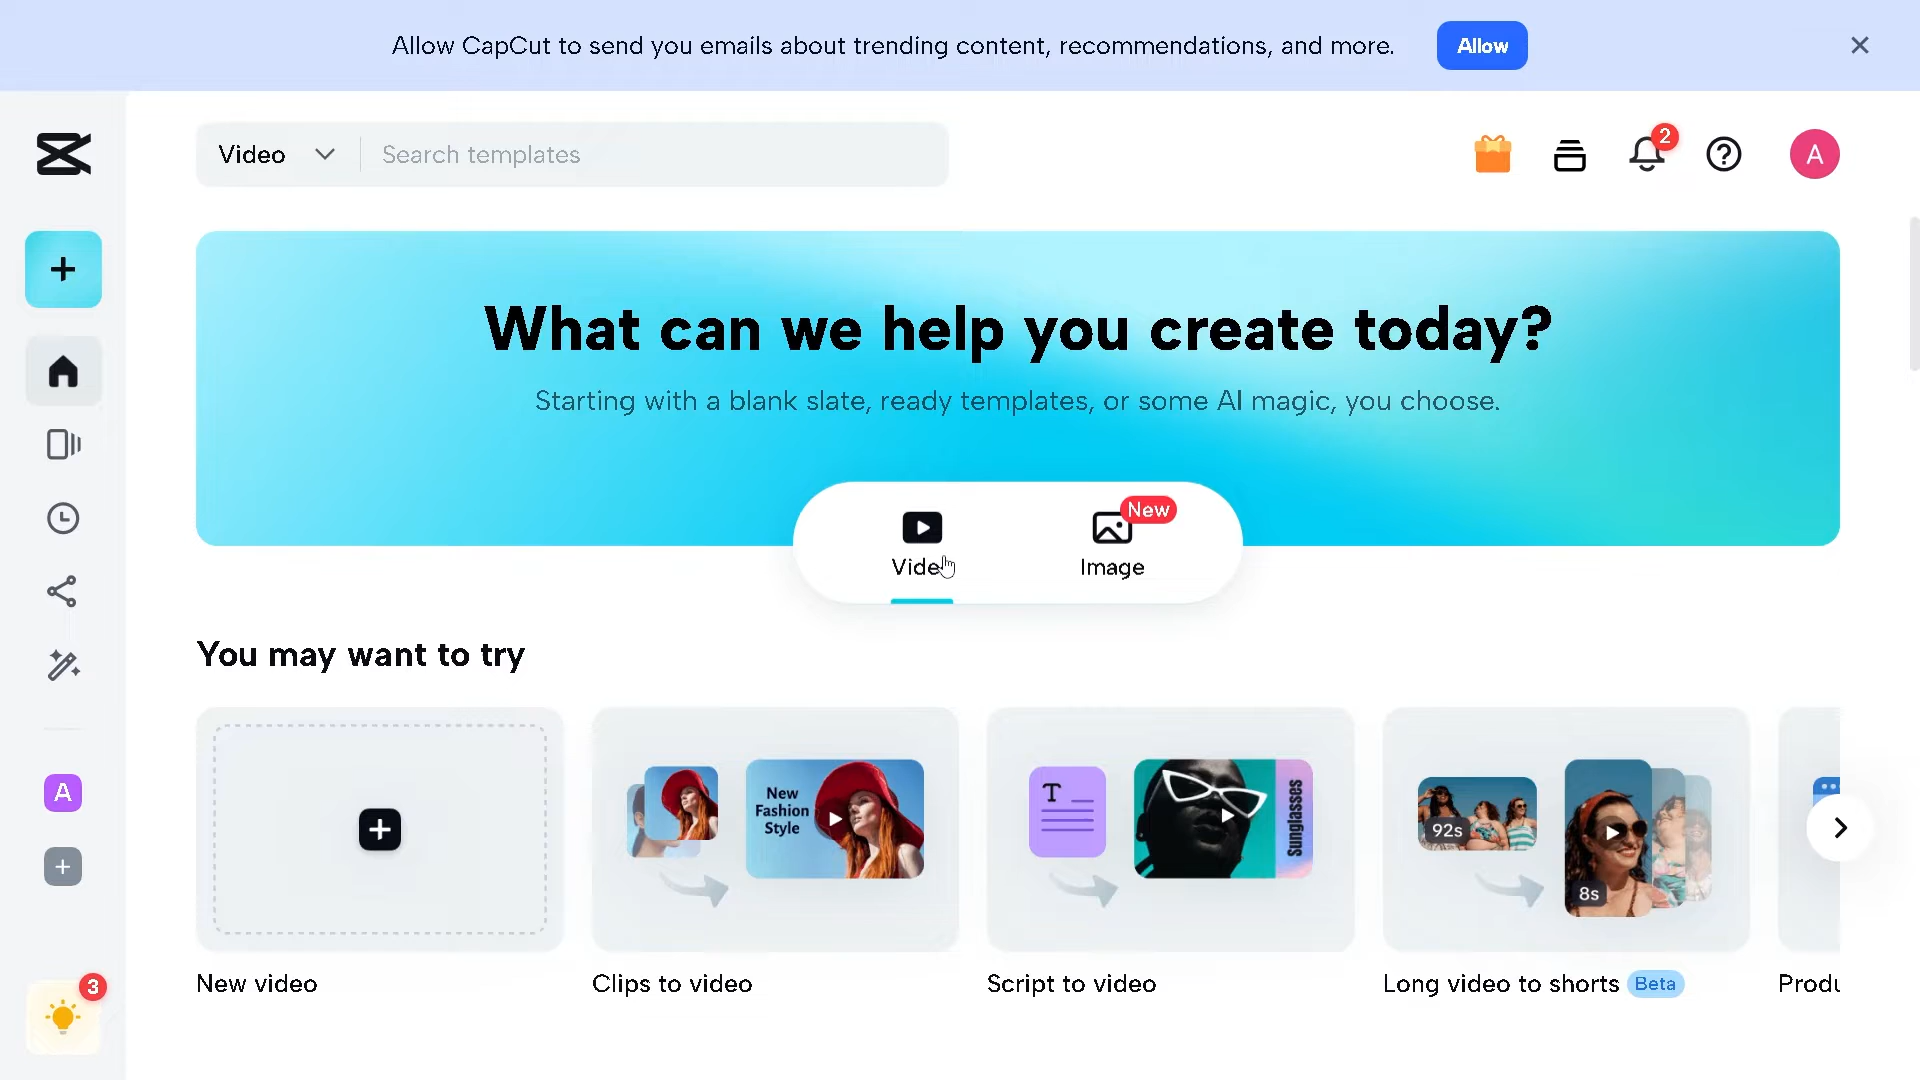 Allow CapCut to send you emails about trending content, recommendations, and more. Allow
Video Search templates
2
A
What can we help you create today?
Starting with a blank slate, ready templates, or some AI magic, you choose.
New
Video
Image
You may want to try
A
New
Fashion
Style
T
Sunglasses
92s
8s
New video
Clips to video
Script to video
Long video to shorts Beta
Produ
3